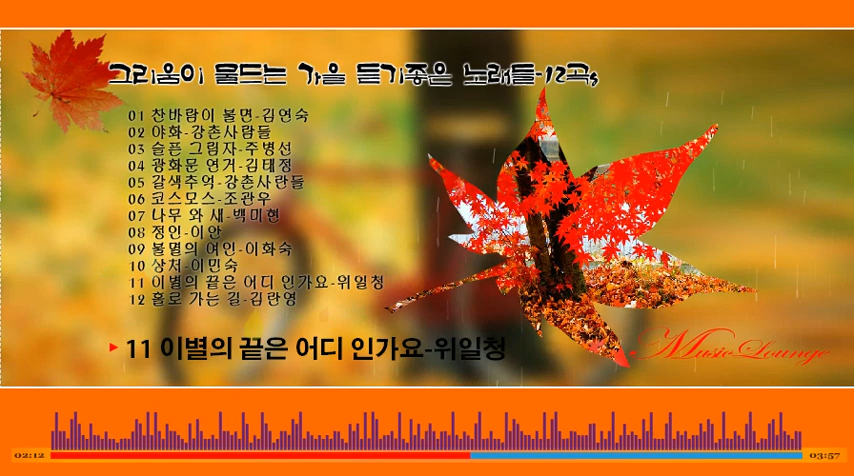 그리움이 물드는 가을 듣기좋은 노래들-12곡s
01 찬바람이 불면-김연숙
02 야화-강촌사람들
03 슬픈 그림자-주병선
04 광화문 연가-김태정
05 갈색추억-강촌사람들
06 코스모스-조관우
07 나무 와 새-백미현
08 정인-이안
09 불멸의 여인-이화숙
10 상처-이민숙
11 이별의 끝은 어디 인가요-위일청
12 홀로 가는 길-김란영
▶ 11 이별의 끝은 어디 인가요-위일청
Music Lounge
02:12
03:57